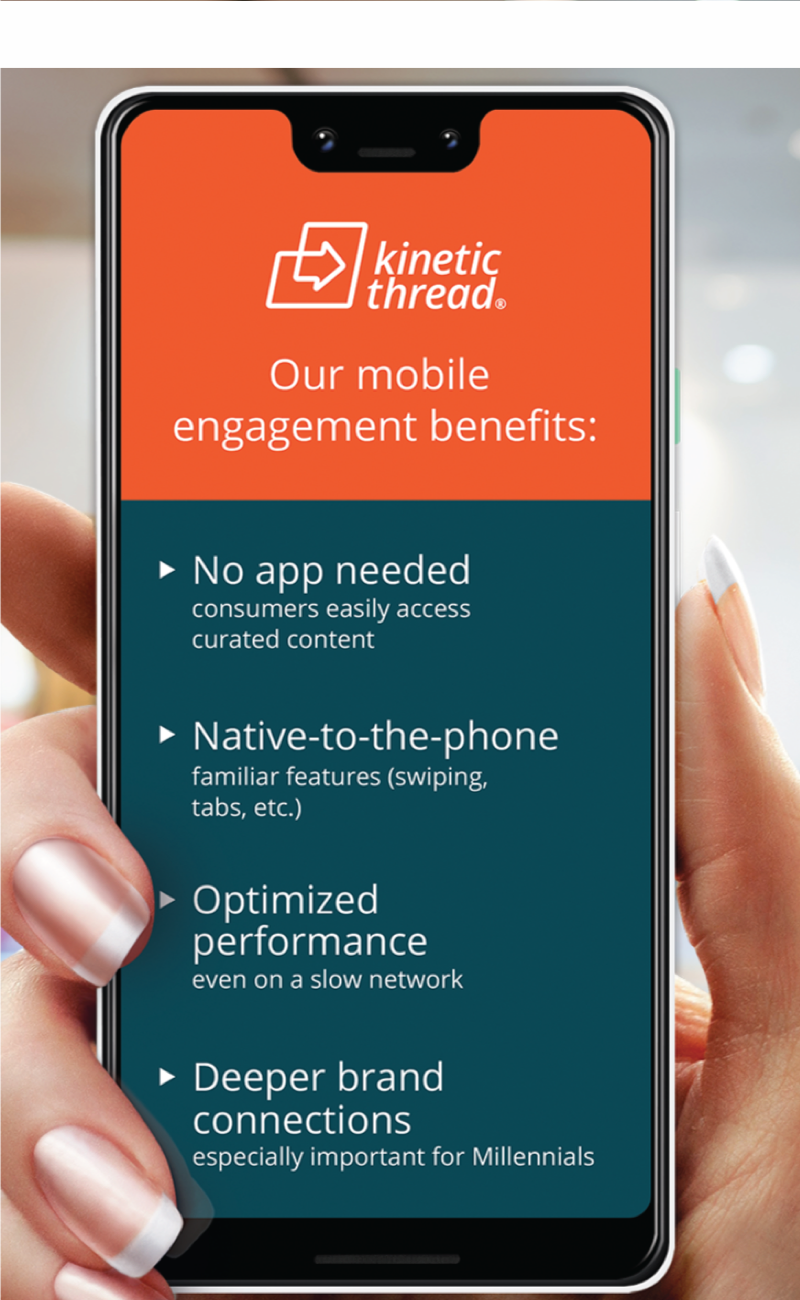 kinetic
thread®
Our mobile
engagement benefits:
► No app needed
consumers easily access
curated content
► Native-to-the-phone
familiar features (swiping,
tabs, etc.)
► Optimized
performance
even on a slow network
► Deeper brand
connections
especially important for Millennials